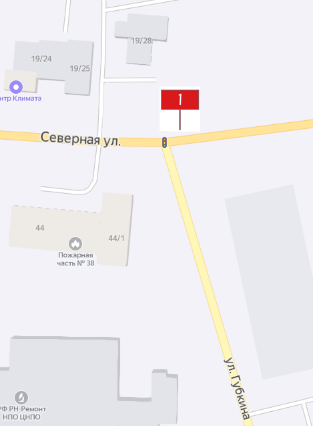 19/28
19/24
19/25
нтр Климата
1
Северная ул.
44
44/1
Пожарная
часть № 38
ул. Губкина
РФ РН-Ремонт
НПО ЦНПО